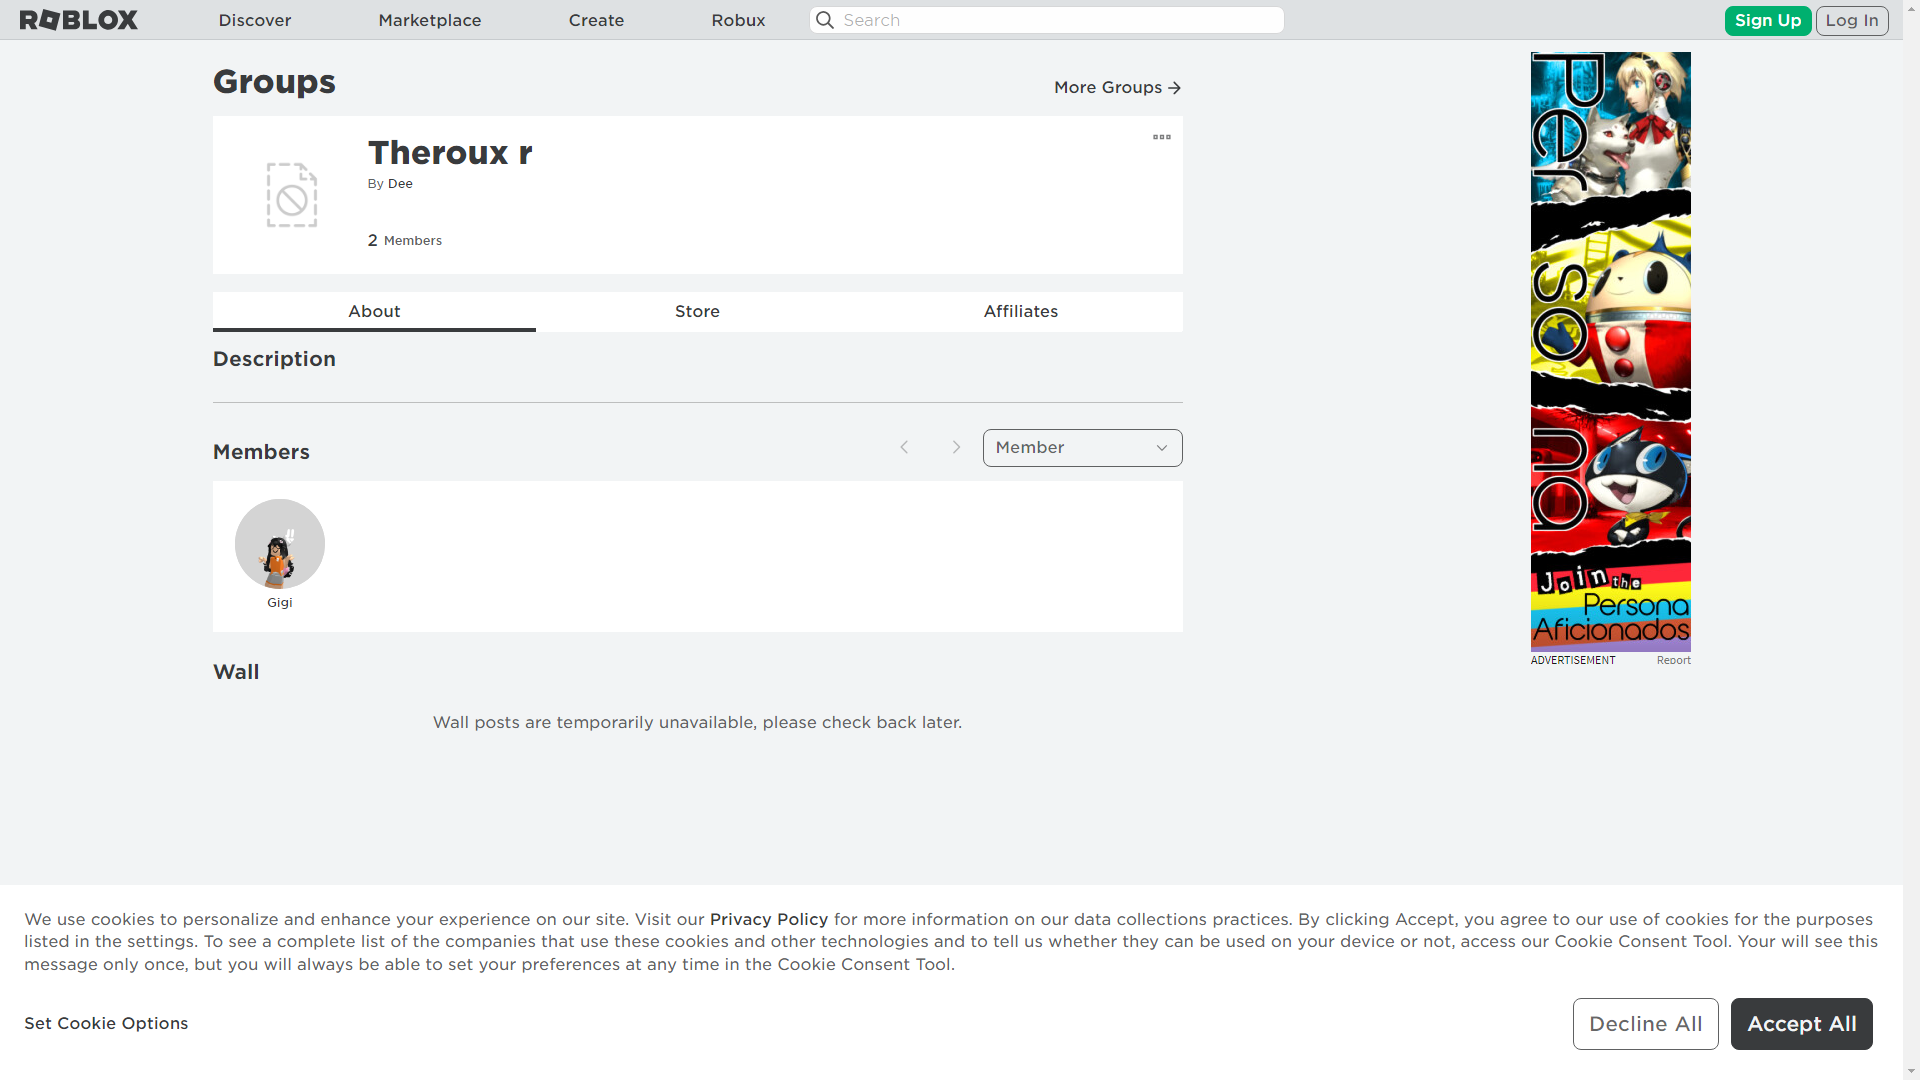 ROBLOX Discover Marketplace Create Robux Search Sign Up Log In
Groups
More Groups
Theroux r
By Dee
2 Members
About Store Affiliates
Description
Members
Member
Gigi
Wall
Wall posts are temporarily unavailable, please check back later.
Per
so
na
Join the
Persona
Aficionados
ADVERTISEMENT Report
We use cookies to personalize and enhance your experience on our site. Visit our Privacy Policy for more information on our data collections practices. By clicking Accept, you agree to our use of cookies for the purposes
listed in the settings. To see a complete list of the companies that use these cookies and other technologies and to tell us whether they can be used on your device or not, access our Cookie Consent Tool. Your will see this
message only once, but you will always be able to set your preferences at any time in the Cookie Consent Tool.
Set Cookie Options
Decline All
Accept All